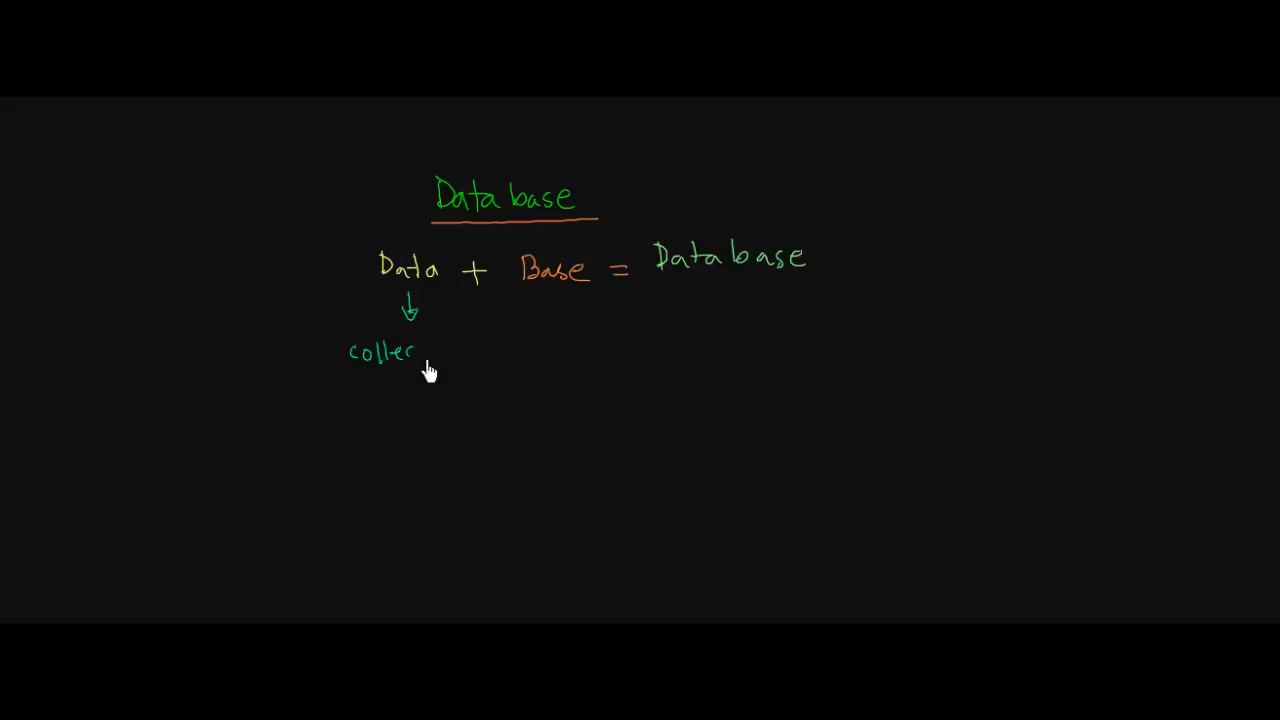 Database
Data + Base = Database
↓
collec